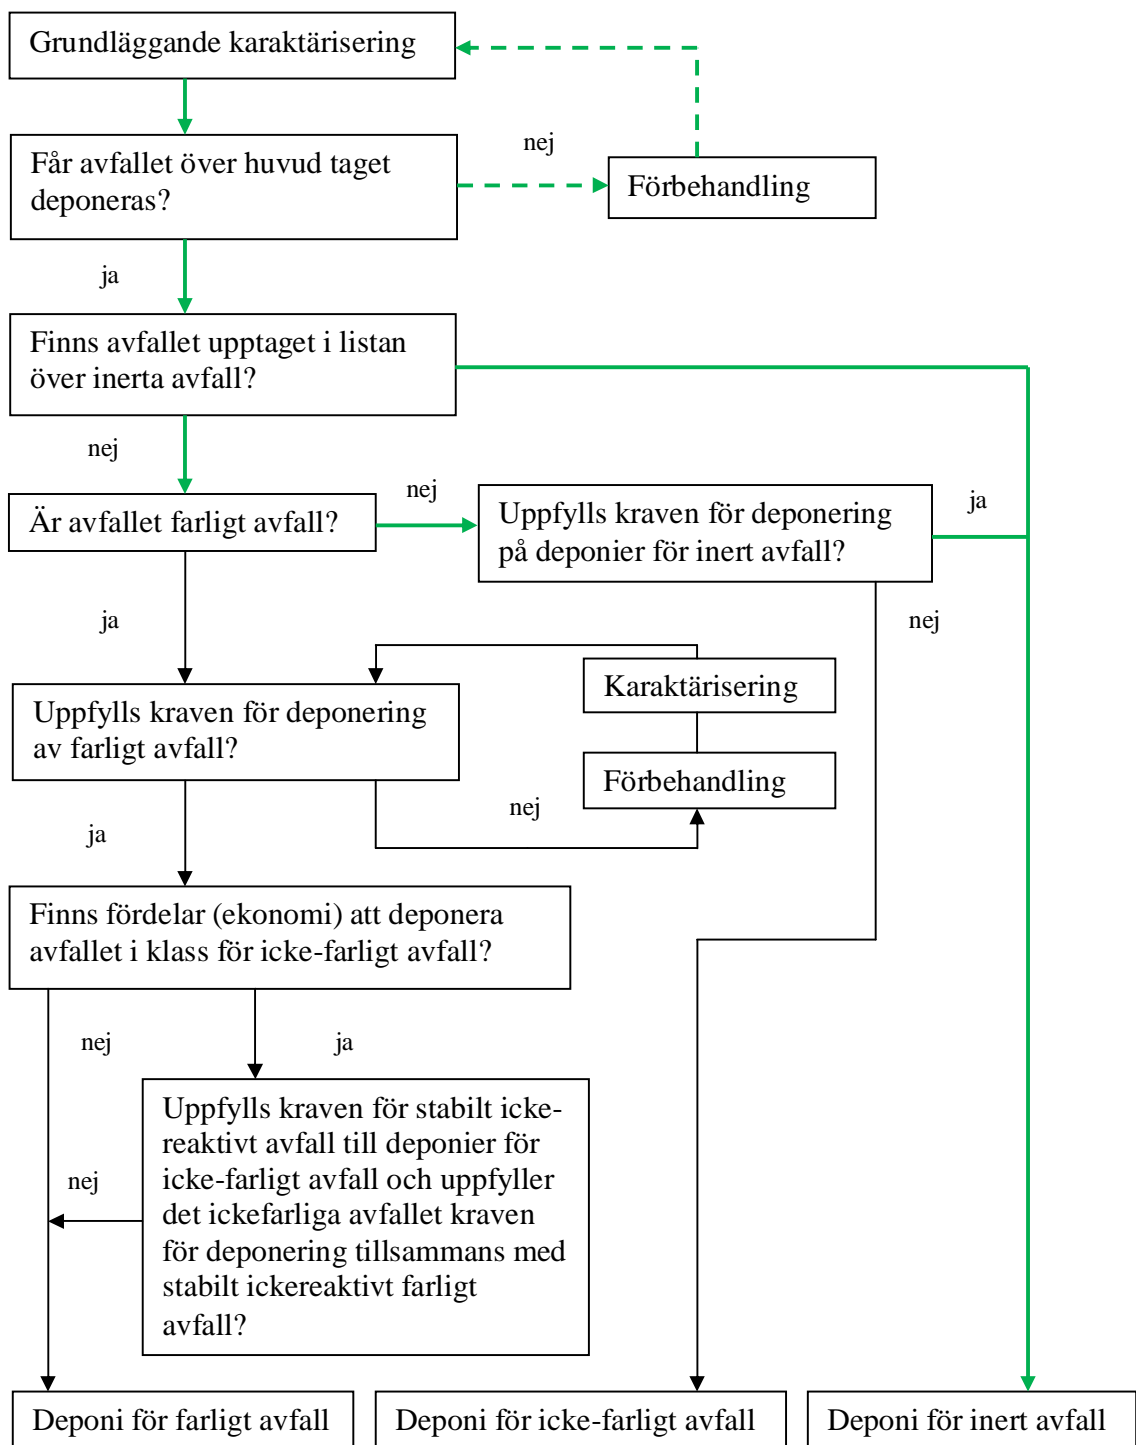 Grundläggande karaktärisering
nej
Får avfallet över huvud taget
deponeras?
Förbehandling
ja
Finns avfallet upptaget i listan
över inerta avfall?
nej
Är avfallet farligt avfall?
nej
Uppfylls kraven för deponering
på deponier för inert avfall?
ja
ja
nej
Karaktärisering
Uppfylls kraven för deponering
av farligt avfall?
Förbehandling
nej
ja
Finns fördelar (ekonomi) att deponera
avfallet i klass för icke-farligt avfall?
nej
ja
Uppfylls kraven för stabilt icke-
reaktivt avfall till deponier för
icke-farligt avfall och uppfyller
det ickefarliga avfallet kraven
för deponering tillsammans med
stabilt ickereaktivt farligt
avfall?
nej
Deponi för farligt avfall
Deponi för icke-farligt avfall
Deponi för inert avfall